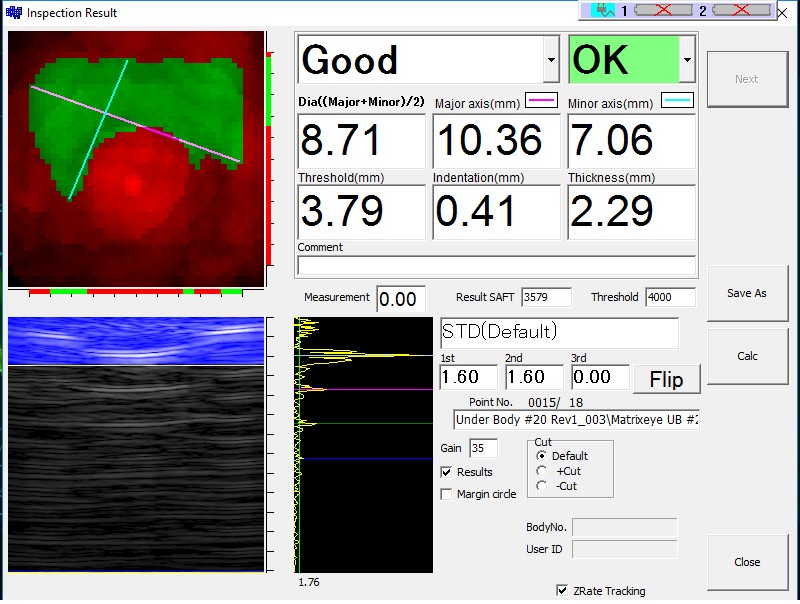 Inspection Result
1 2
Good OK
Next
Dia((Major+Minor)/2) Major axis(mm) Minor axis(mm)
8.71 10.36 7.06
Threshold(mm) Indentation(mm) Thickness(mm)
3.79 0.41 2.29
Comment
Measurement 0.00 Result SAFT 3579 Threshold 4000
Save As
STD(Default)
Calc
1st 2nd 3rd
1.60 1.60 0.00 Flip
Point No. 0015/ 18
Under Body #20 Rev1_003\Matrixeye UB #2
Gain 35
Cut
Default
Results
+Cut
-Cut
Margin circle
BodyNo.
User ID
Close
1.76
ZRate Tracking